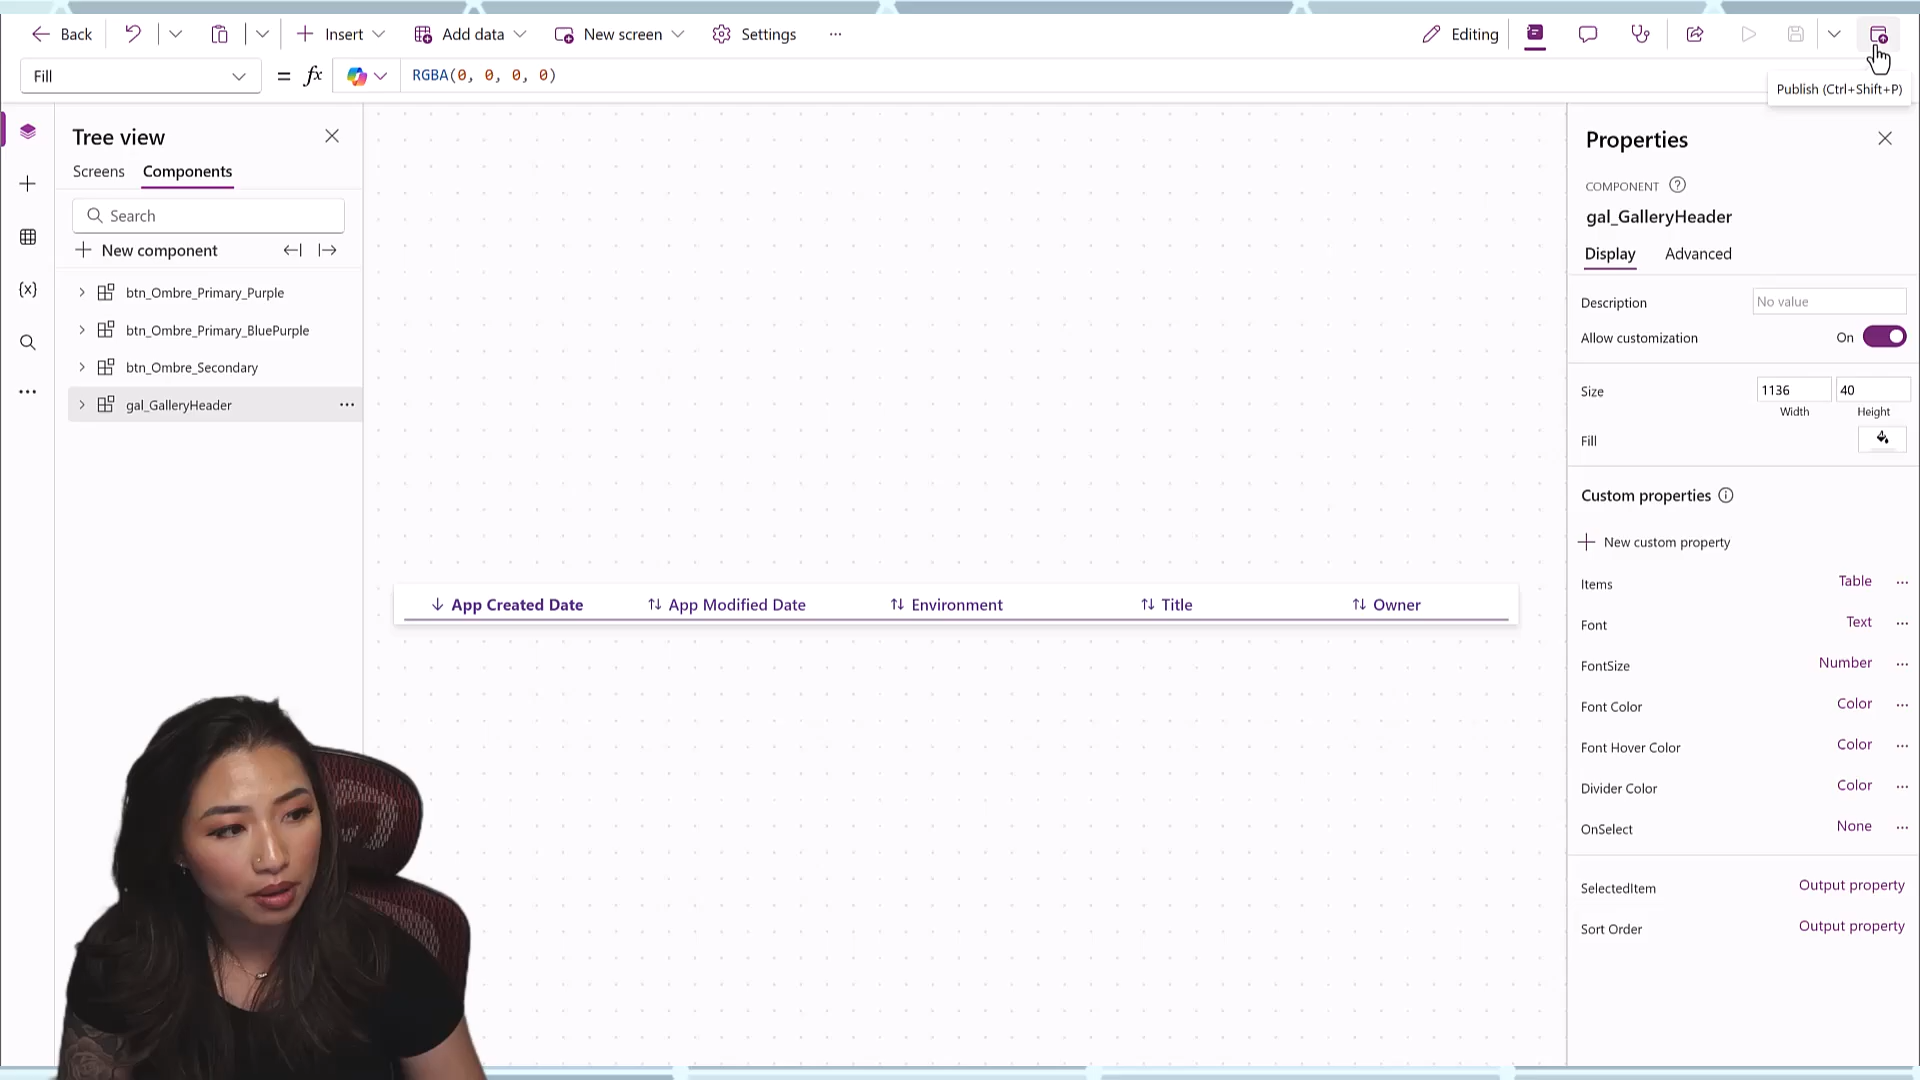 Back
Insert
Add data
New screen
Settings
...
Editing
Fill
= fx
RGBA(0, 0, 0, 0)
Publish (Ctrl+Shift+P)
Tree view
Screens
Components
Search
New component
btn_Ombre_Primary_Purple
btn_Ombre_Primary_BluePurple
btn_Ombre_Secondary
gal_GalleryHeader
App Created Date
App Modified Date
Environment
Title
Owner
Properties
COMPONENT
gal_GalleryHeader
Display
Advanced
Description
No value
Allow customization
On
Size
1136
40
Width
Height
Fill
Custom properties
New custom property
Items
Table
Font
Text
FontSize
Number
Font Color
Color
Font Hover Color
Color
Divider Color
Color
OnSelect
None
SelectedItem
Output property
Sort Order
Output property